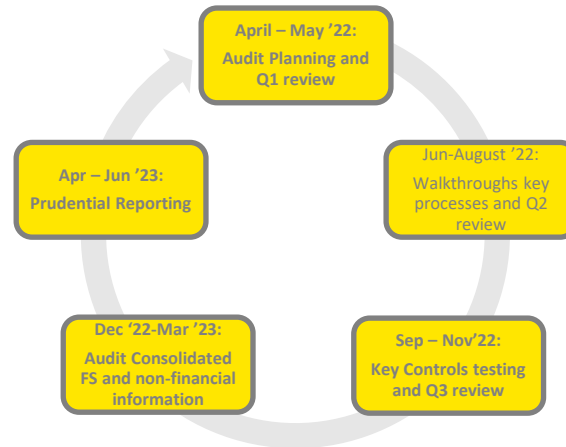 April – May ’22:
Audit Planning and
Q1 review
Jun-August ’22:
Walkthroughs key
processes and Q2
review
Sep – Nov’22:
Key Controls testing
and Q3 review
Dec ‘22-Mar ’23:
Audit Consolidated
FS and non-financial
information
Apr – Jun ’23:
Prudential Reporting